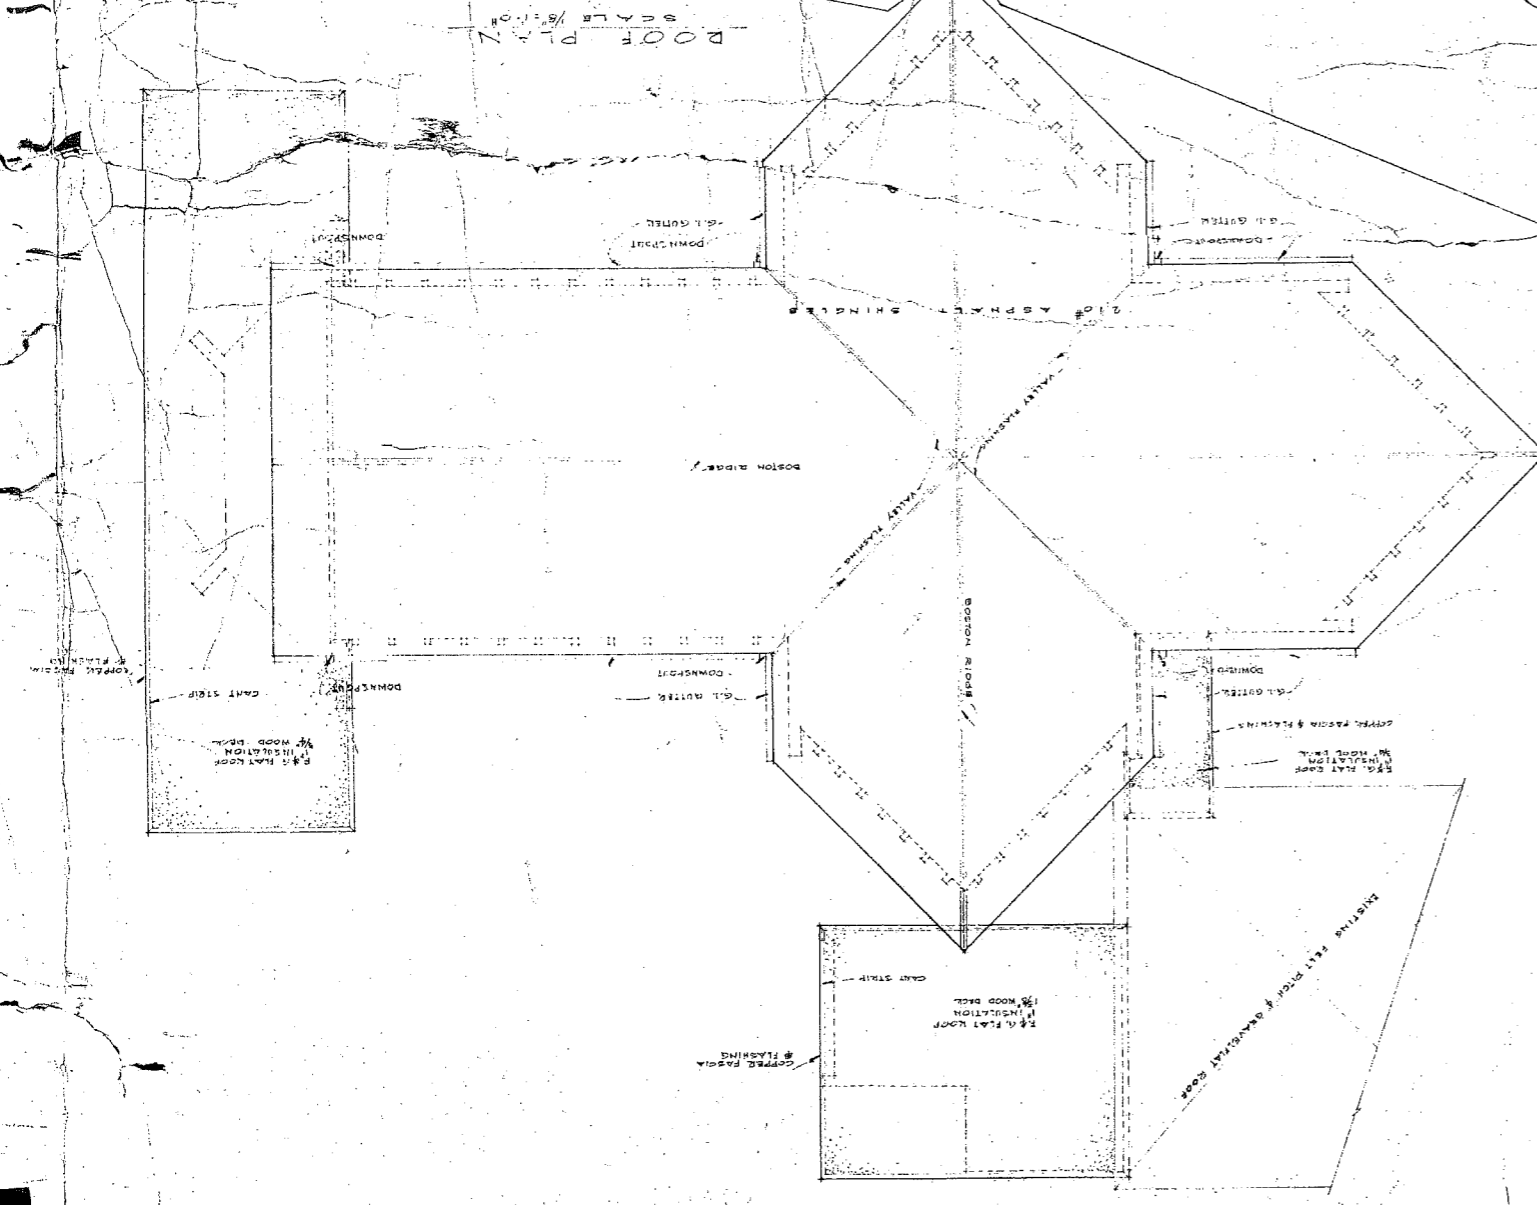 ROOF PLAN
SCALE 1/8"=1'-0"
EXISTING FELT PITCH & GRAVEL FLAT ROOF
COPPER FASCIA
& FLASHING
F.&G. FLAT ROOF
1" INSULATION
WOOD DECK
CANT STRIP
F.&G. FLAT ROOF
1" INSULATION
3/4" WOOD DECK
COPPER FASCIA & FLASHING
G.I. GUTTER
F.&G. FLAT ROOF
1" INSULATION
3/4" WOOD DECK
CANT STRIP
COPPER FASCIA
& FLASHING
DOWNSPOUT
G.I. GUTTER
DOWNSPOUT
BOSTON RIDGE
VALLEY FLASHING
BOSTON RIDGE
VALLEY FLASHING
210# ASPHALT SHINGLES
DOWNSPOUT
G.I. GUTTER
DOWNSPOUT
G.I. GUTTER